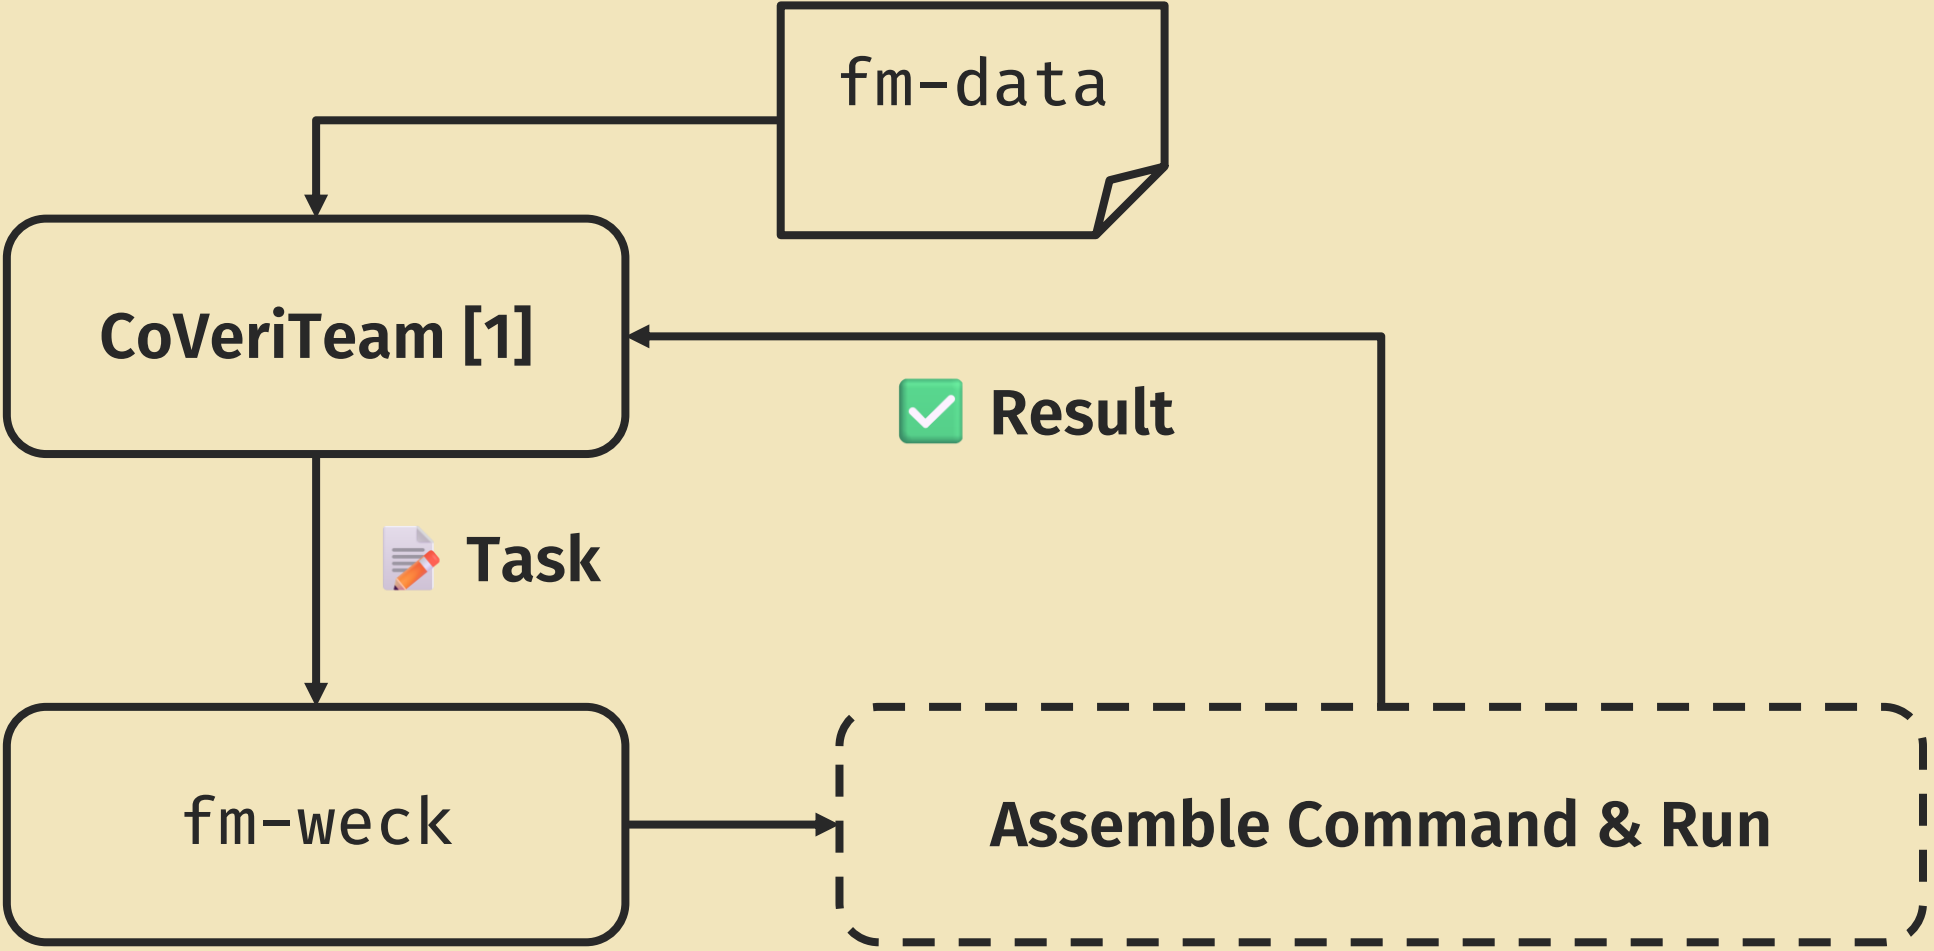 fm-data
CoVeriTeam [1]
Result
Task
fm-weck
Assemble Command & Run